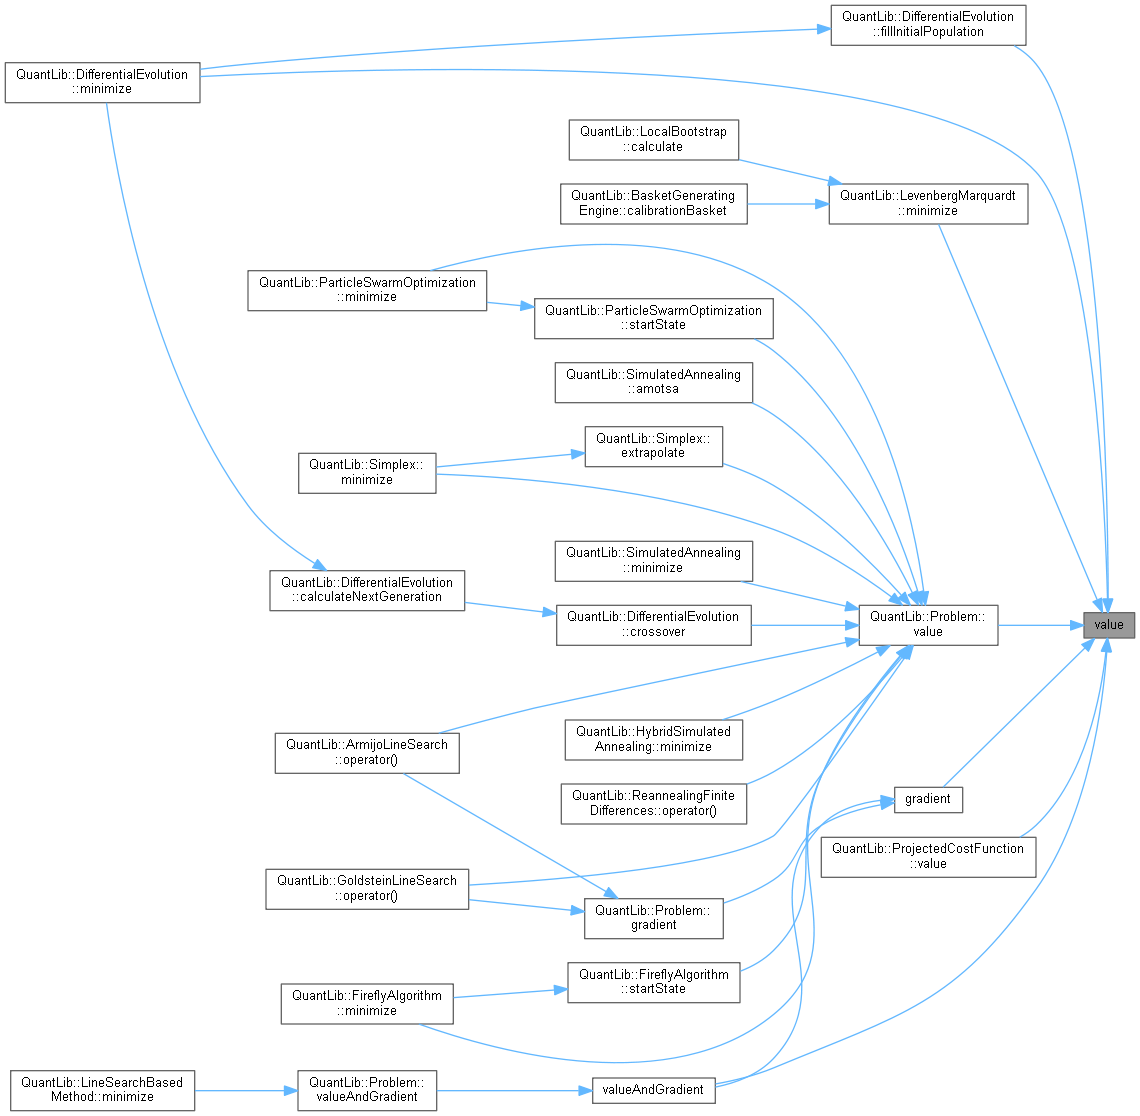 QuantLib::DifferentialEvolution
::fillInitialPopulation
QuantLib::DifferentialEvolution
::minimize
QuantLib::LocalBootstrap
::calculate
QuantLib::BasketGenerating
Engine::calibrationBasket
QuantLib::LevenbergMarquardt
::minimize
QuantLib::ParticleSwarmOptimization
::minimize
QuantLib::ParticleSwarmOptimization
::startState
QuantLib::SimulatedAnnealing
::amotsa
QuantLib::Simplex::
extrapolate
QuantLib::Simplex::
minimize
QuantLib::SimulatedAnnealing
::minimize
QuantLib::DifferentialEvolution
::calculateNextGeneration
QuantLib::DifferentialEvolution
::crossover
QuantLib::Problem::
value
value
QuantLib::ArmijoLineSearch
::operator()
QuantLib::HybridSimulated
Annealing::minimize
QuantLib::ReannealingFinite
Differences::operator()
gradient
QuantLib::ProjectedCostFunction
::value
QuantLib::GoldsteinLineSearch
::operator()
QuantLib::Problem::
gradient
QuantLib::FireflyAlgorithm
::startState
QuantLib::FireflyAlgorithm
::minimize
QuantLib::LineSearchBased
Method::minimize
QuantLib::Problem::
valueAndGradient
valueAndGradient